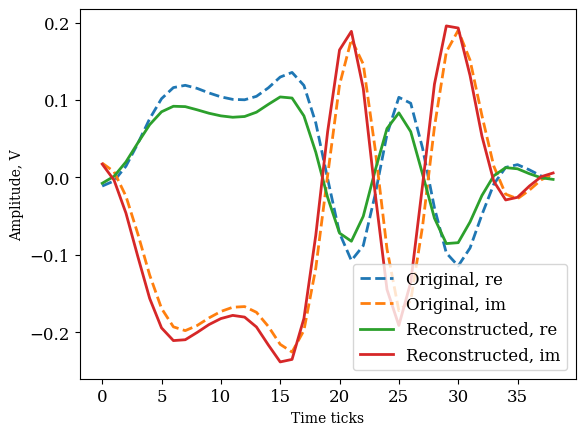 0.2
0.1
0.0
−0.1
−0.2
Amplitude, V
Original, re
Original, im
Reconstructed, re
Reconstructed, im
0 5 10 15 20 25 30 35
Time ticks